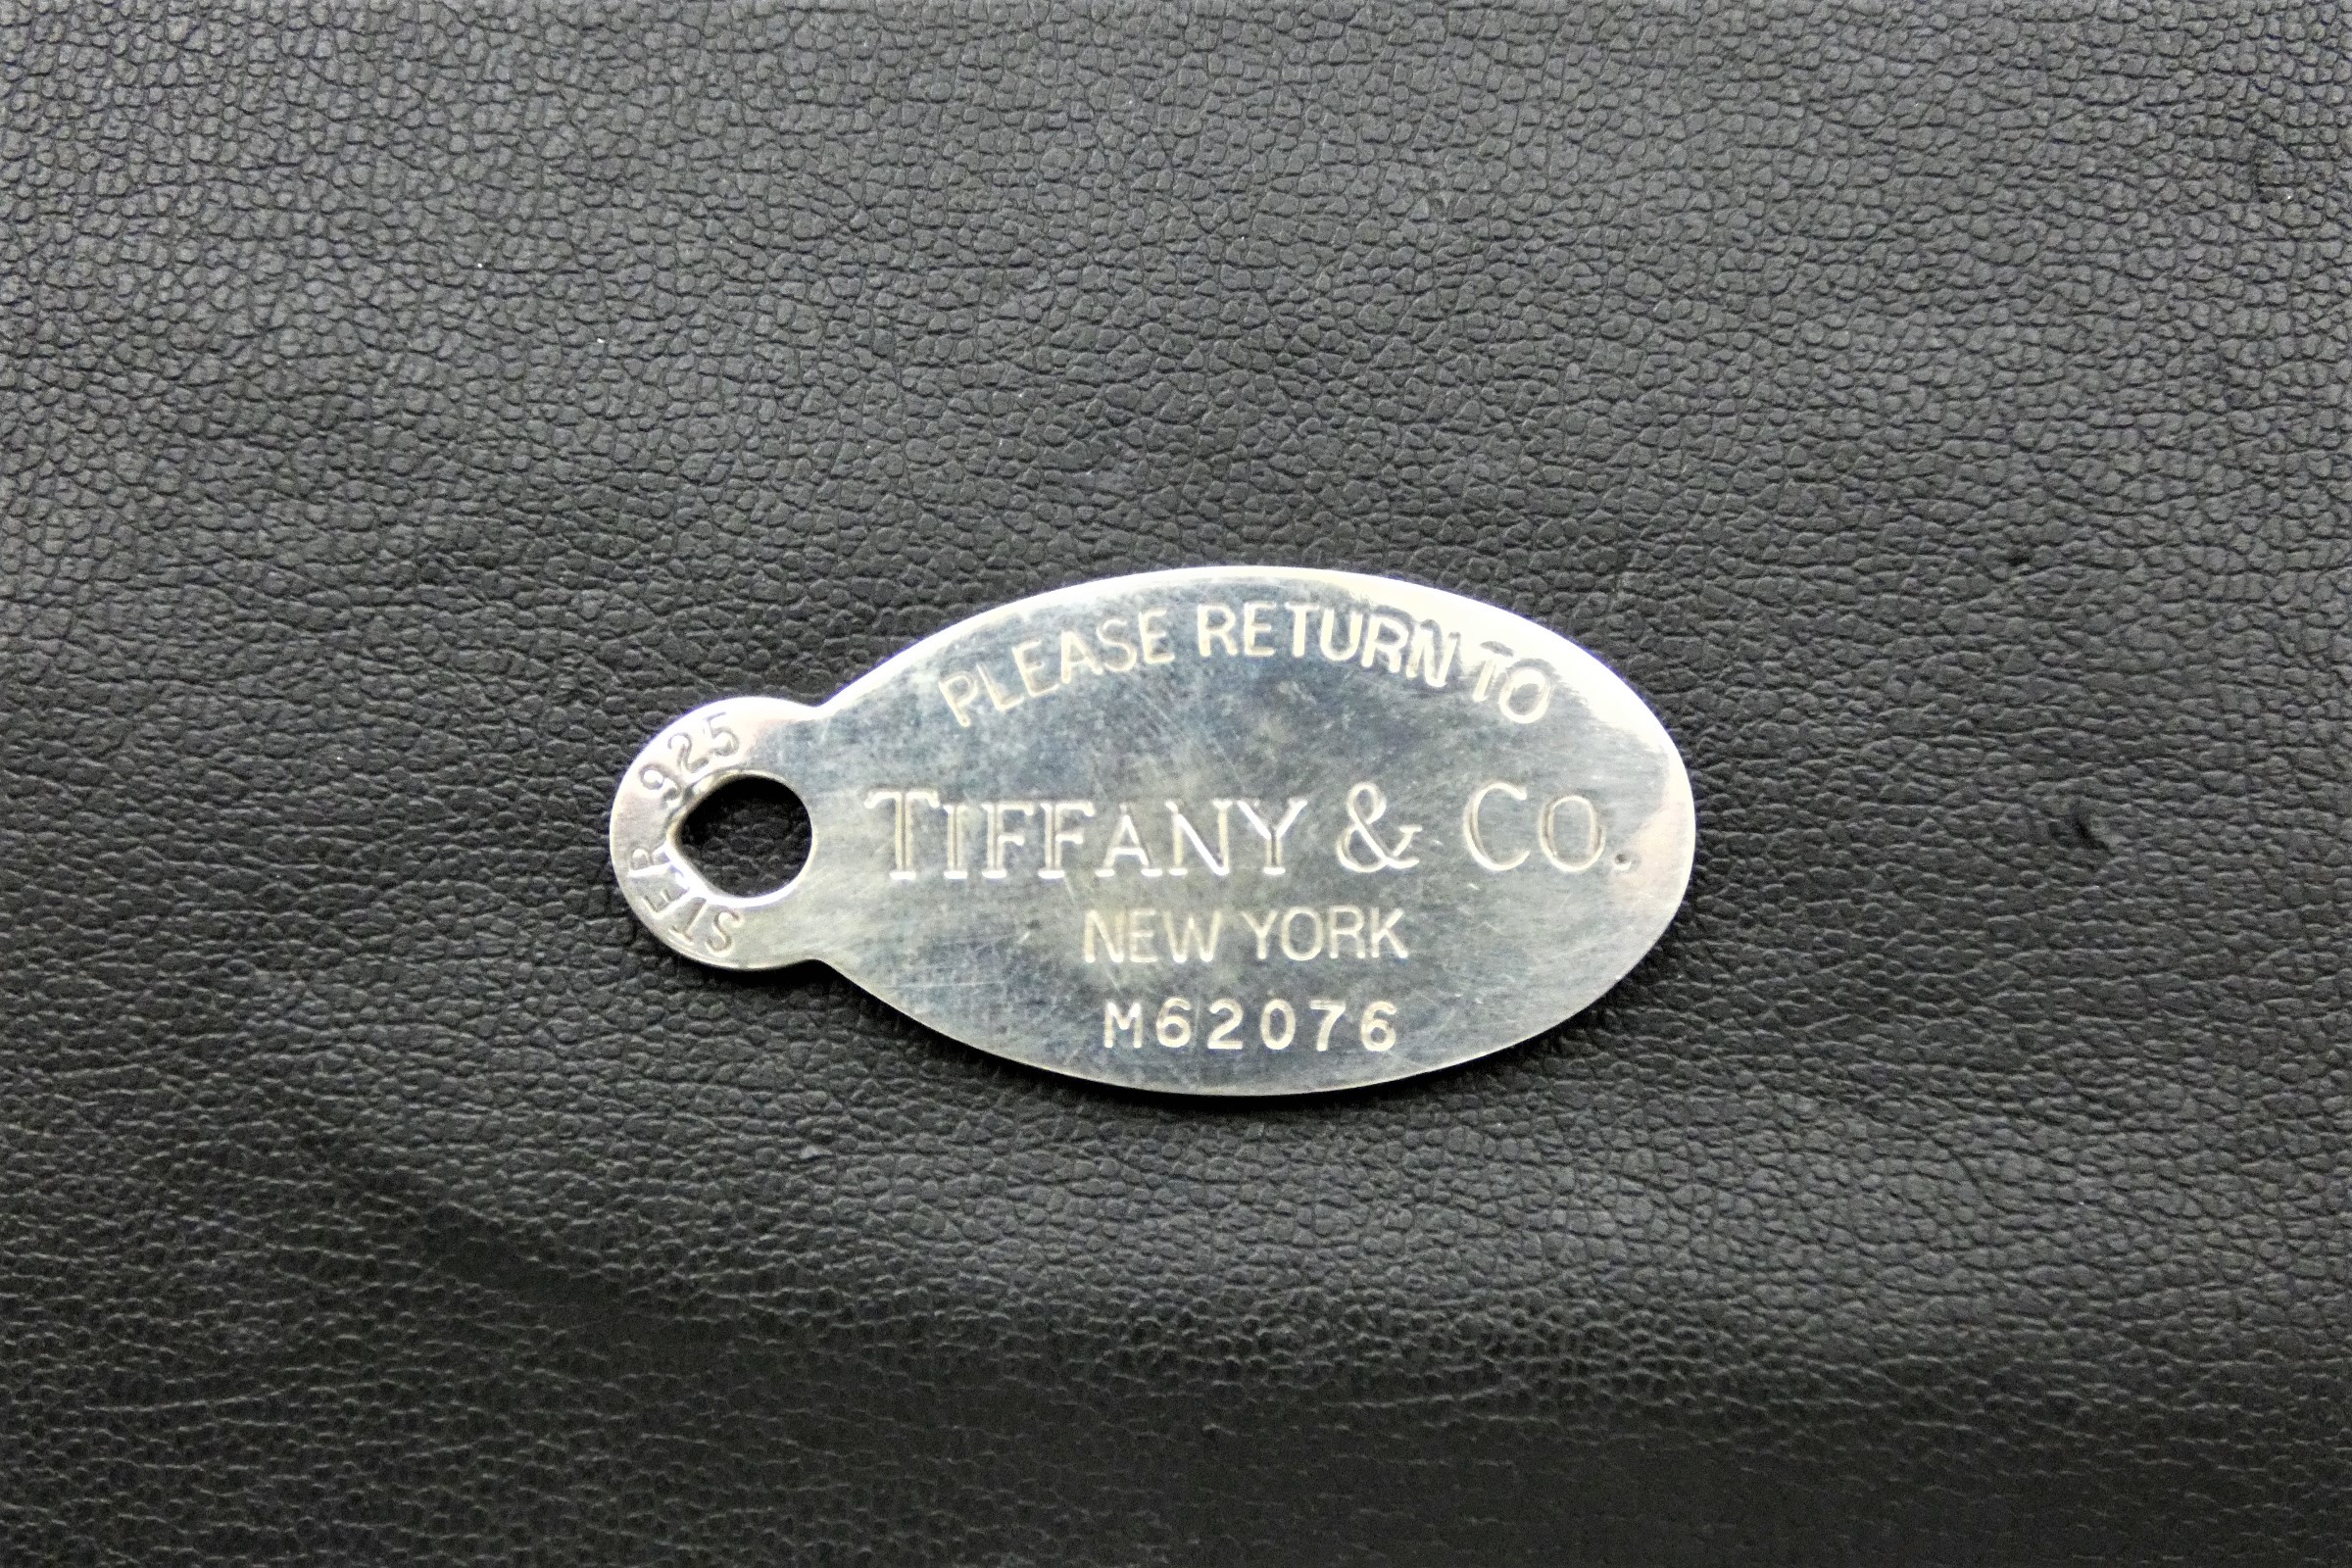 PLEASE RETURN TO
TIFFANY & CO.
NEW YORK
M62076
STER 925